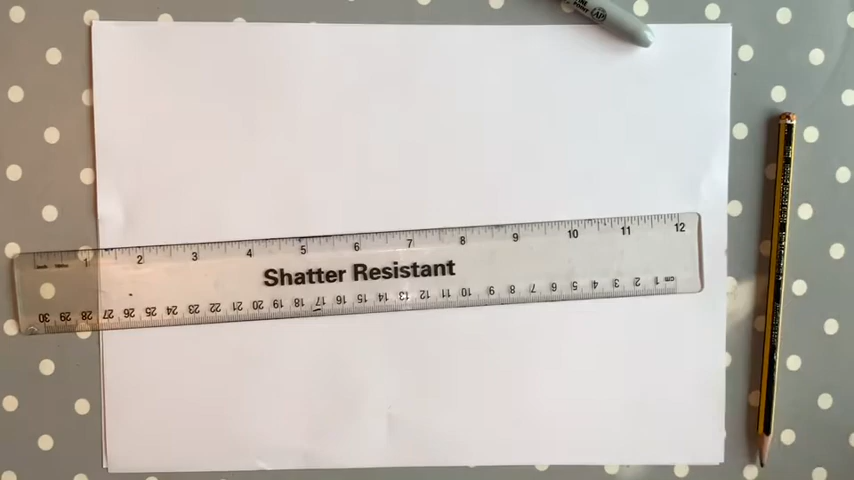 1 2 3 4 5 6 7 8 9 10 11 12
Shatter Resistant
30 29 28 27 26 25 24 23 22 21 20 19 18 17 16 15 14 13 12 11 10 9 8 7 6 5 4 3 2 1 cm